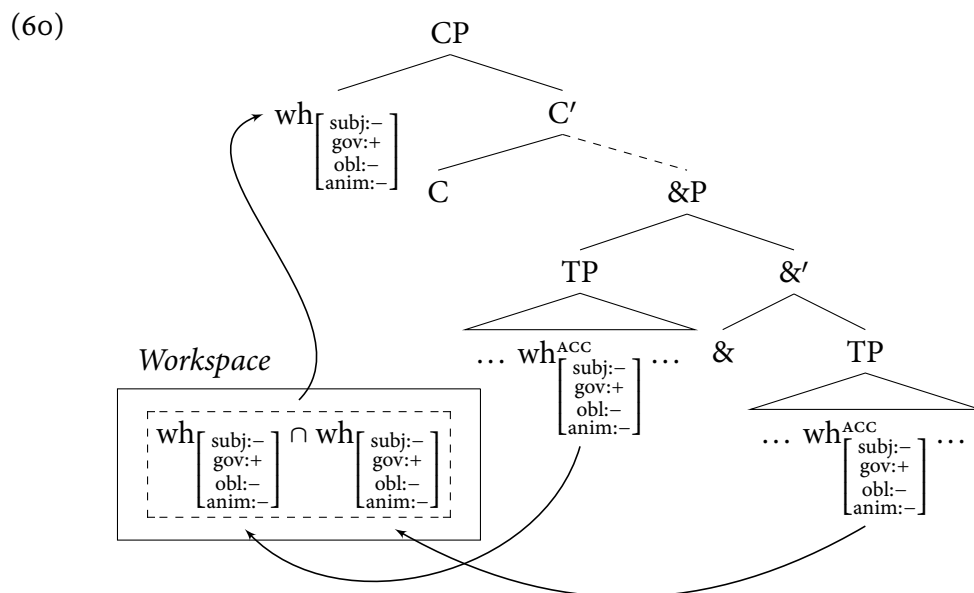 (60)
CP
wh[subj:– gov:+ obl:– anim:–]
C′
C
&P
TP
&′
… wh^ACC[subj:– gov:+ obl:– anim:–] …
&
TP
… wh^ACC[subj:– gov:+ obl:– anim:–] …
Workspace
wh[subj:– gov:+ obl:– anim:–] ∩ wh[subj:– gov:+ obl:– anim:–]